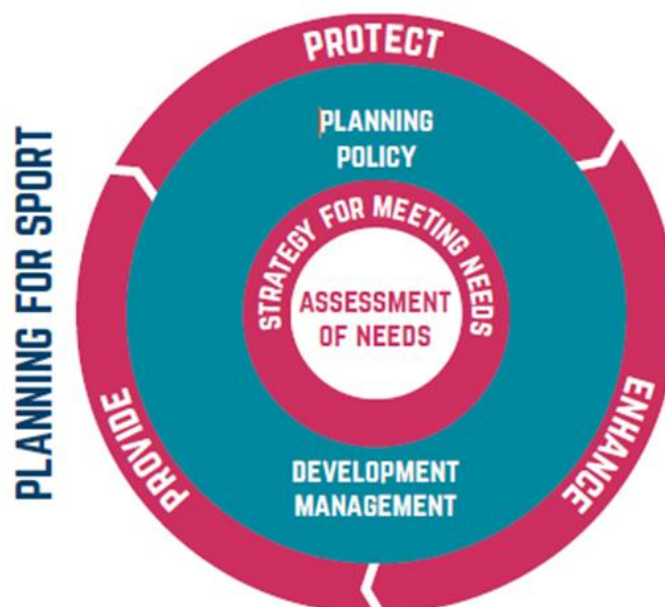 PLANNING FOR SPORT
PROTECT
PLANNING
POLICY
STRATEGY FOR MEETING NEEDS
ASSESSMENT
OF NEEDS
DEVELOPMENT
MANAGEMENT
PROVIDE
ENHANCE